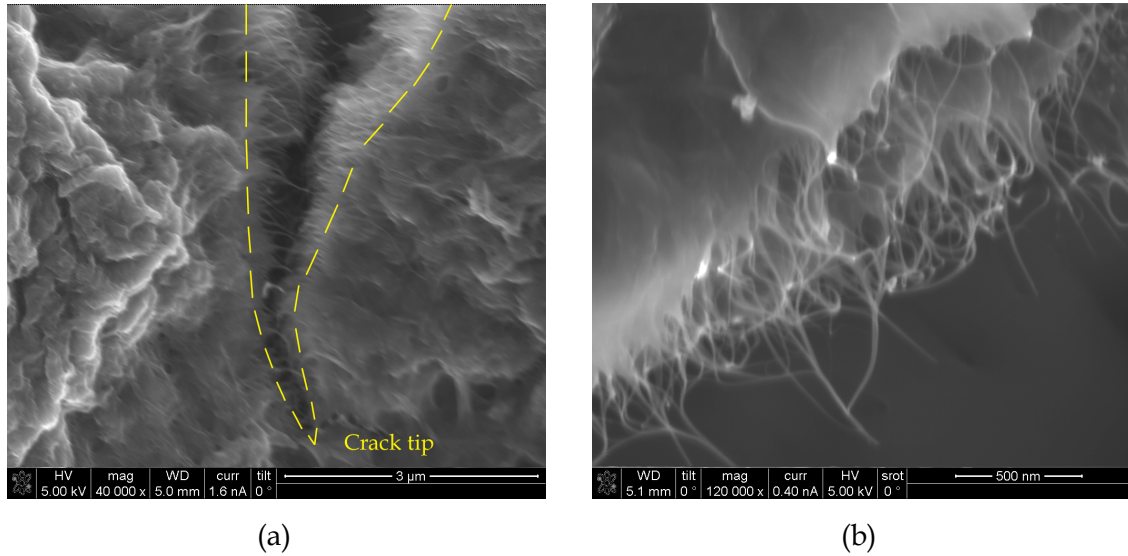 Crack tip
HV mag WD curr tilt
5.00 kV 40 000 x 5.0 mm 1.6 nA 0 ° 3 µm
WD tilt mag curr HV srot
5.1 mm 0 ° 120 000 x 0.40 nA 5.00 kV 0 ° 500 nm
(a) (b)